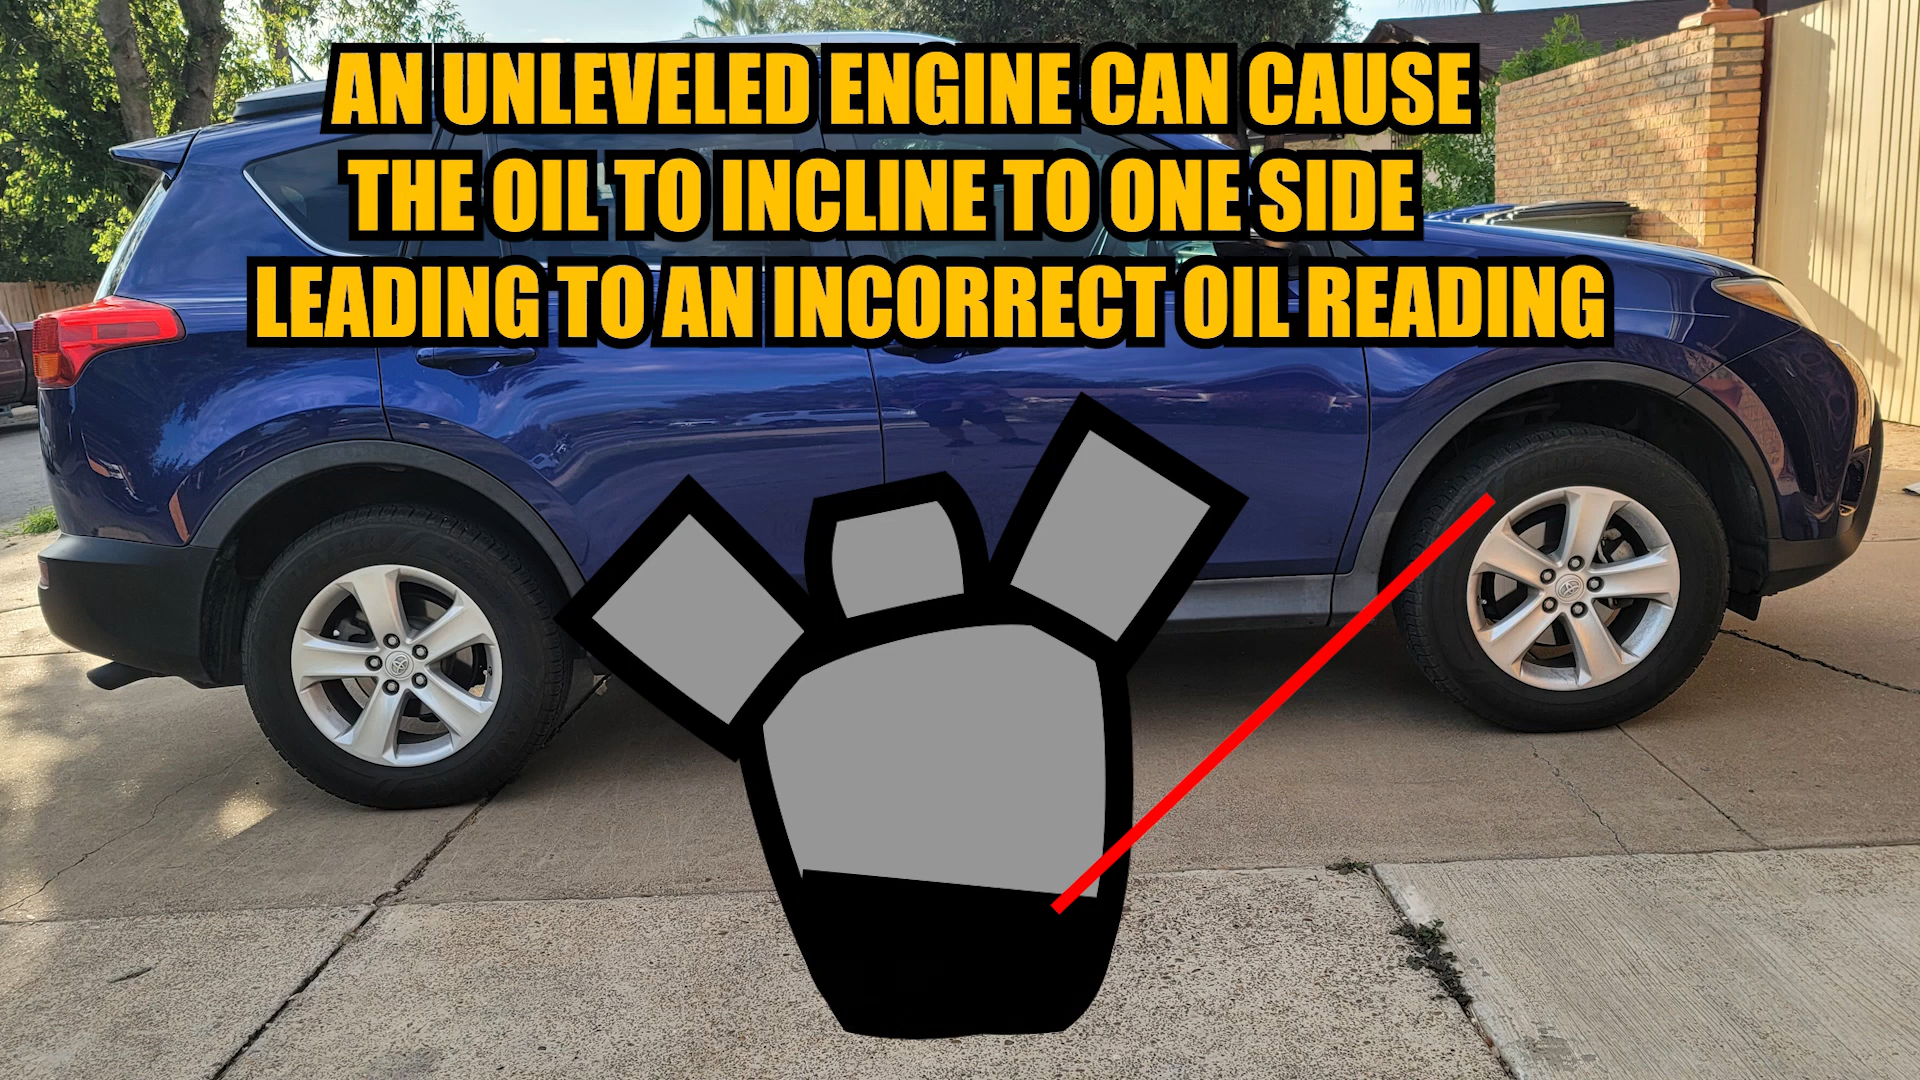 AN UNLEVELED ENGINE CAN CAUSE
THE OIL TO INCLINE TO ONE SIDE
LEADING TO AN INCORRECT OIL READING